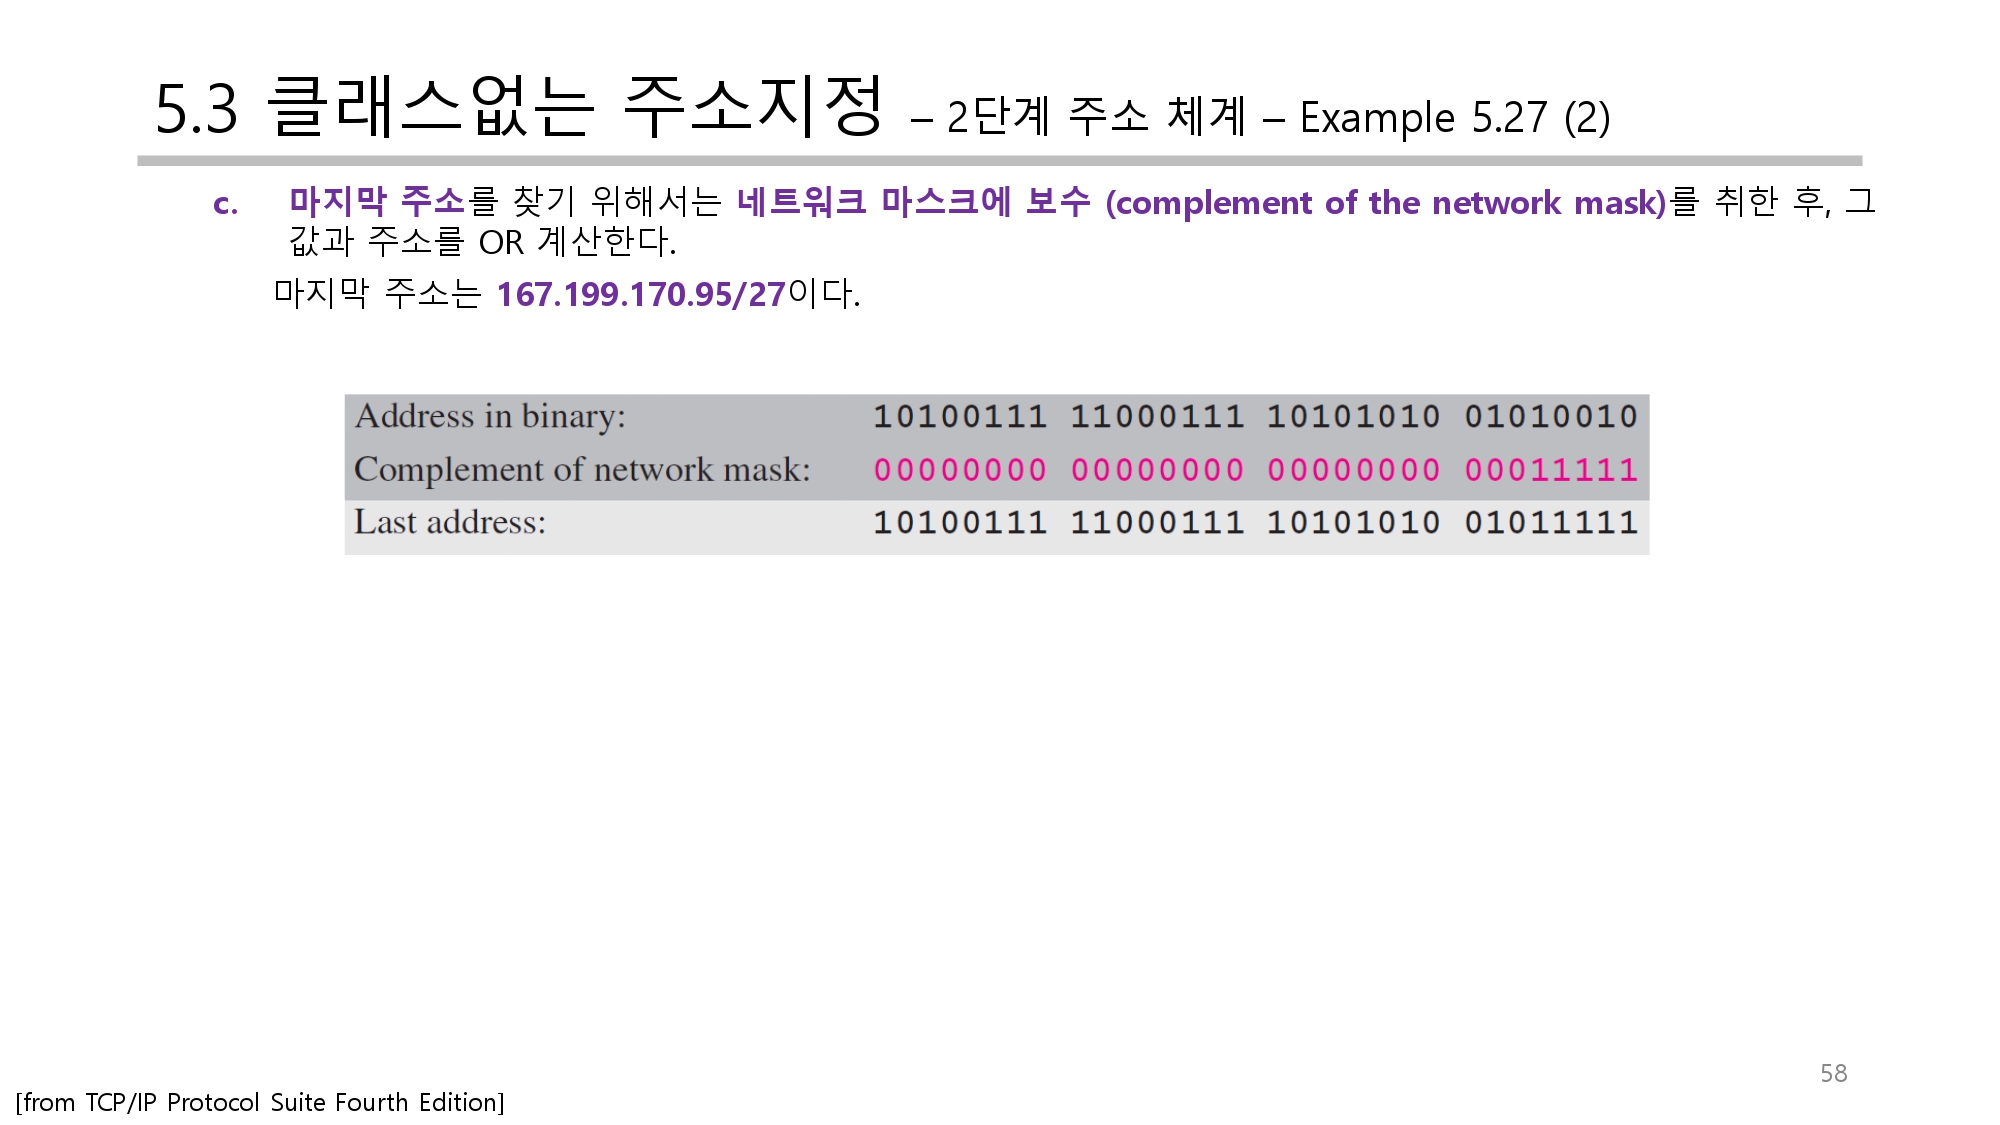 5.3 클래스없는 주소지정 – 2단계 주소 체계 – Example 5.27 (2)
c. 마지막 주소를 찾기 위해서는 네트워크 마스크에 보수 (complement of the network mask)를 취한 후, 그
값과 주소를 OR 계산한다.
마지막 주소는 167.199.170.95/27이다.
Address in binary: 10100111 11000111 10101010 01010010
Complement of network mask: 00000000 00000000 00000000 00011111
Last address: 10100111 11000111 10101010 01011111
58
[from TCP/IP Protocol Suite Fourth Edition]